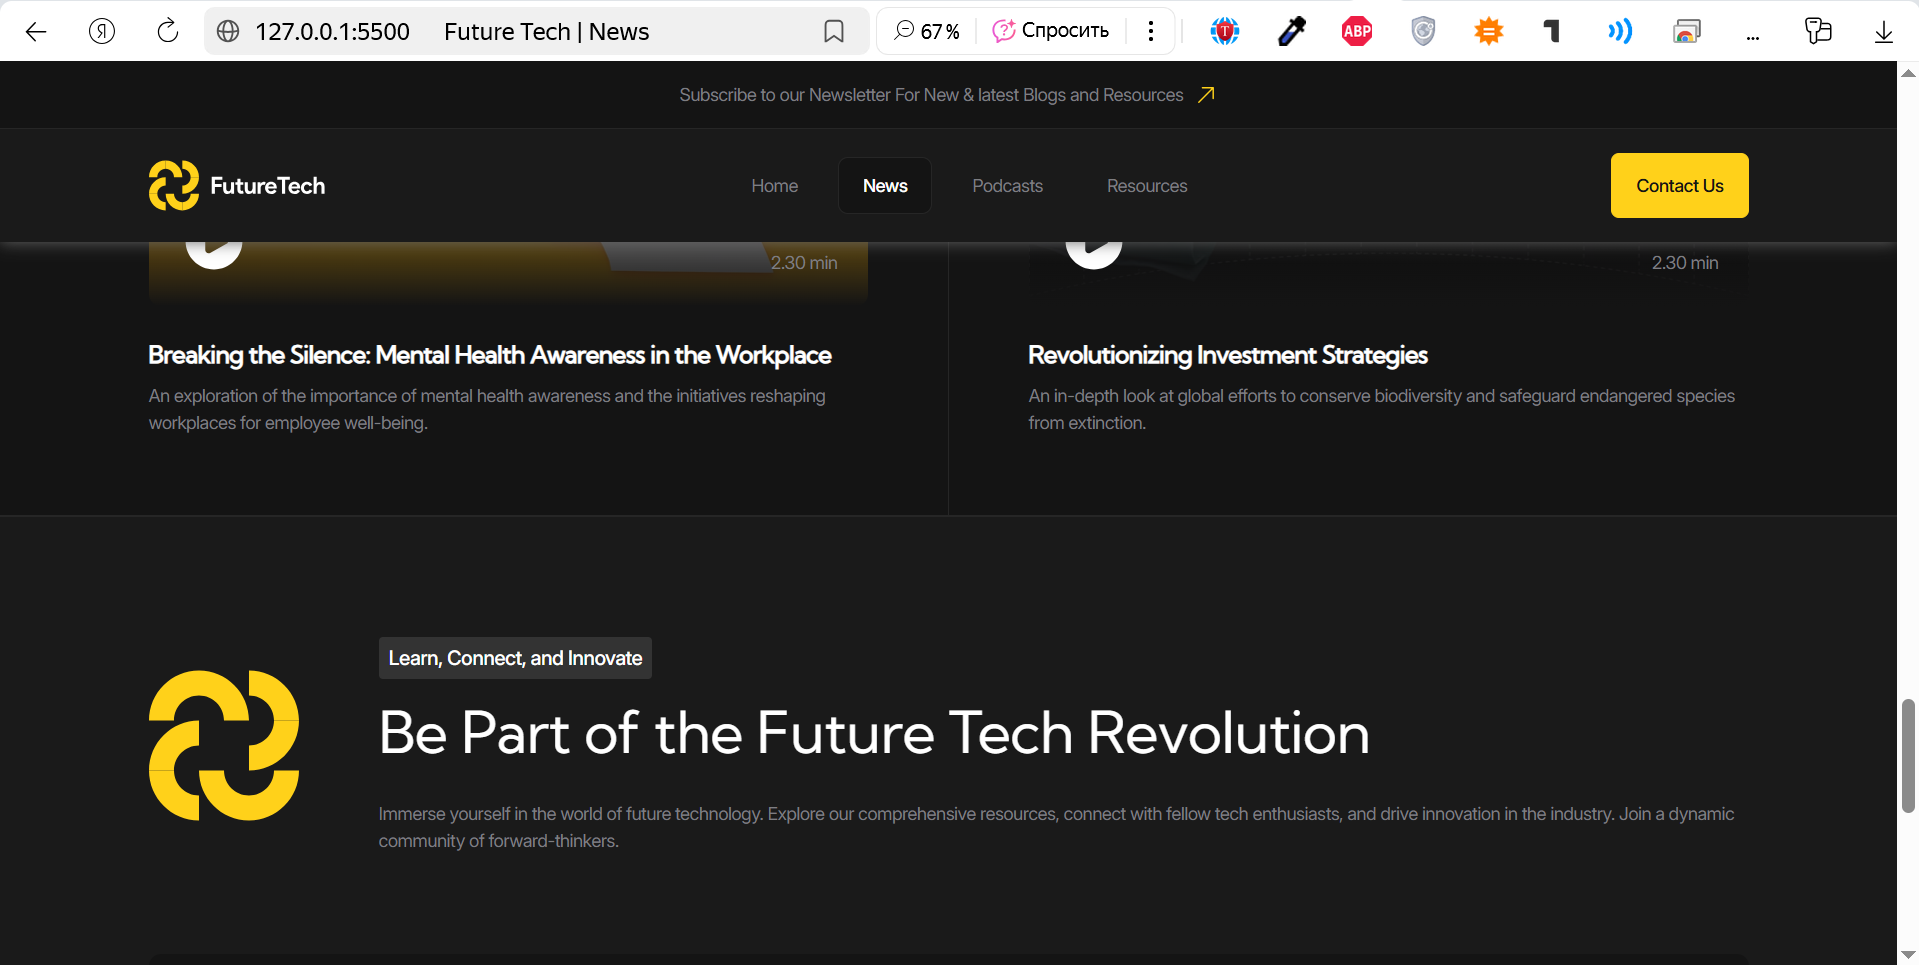 127.0.0.1:5500 Future Tech | News 67 % Спросить ABP ...
Subscribe to our Newsletter For New & latest Blogs and Resources
FutureTech Home News Podcasts Resources Contact Us
2.30 min 2.30 min
Breaking the Silence: Mental Health Awareness in the Workplace
An exploration of the importance of mental health awareness and the initiatives reshaping
workplaces for employee well-being.
Revolutionizing Investment Strategies
An in-depth look at global efforts to conserve biodiversity and safeguard endangered species
from extinction.
Learn, Connect, and Innovate
Be Part of the Future Tech Revolution
Immerse yourself in the world of future technology. Explore our comprehensive resources, connect with fellow tech enthusiasts, and drive innovation in the industry. Join a dynamic
community of forward-thinkers.